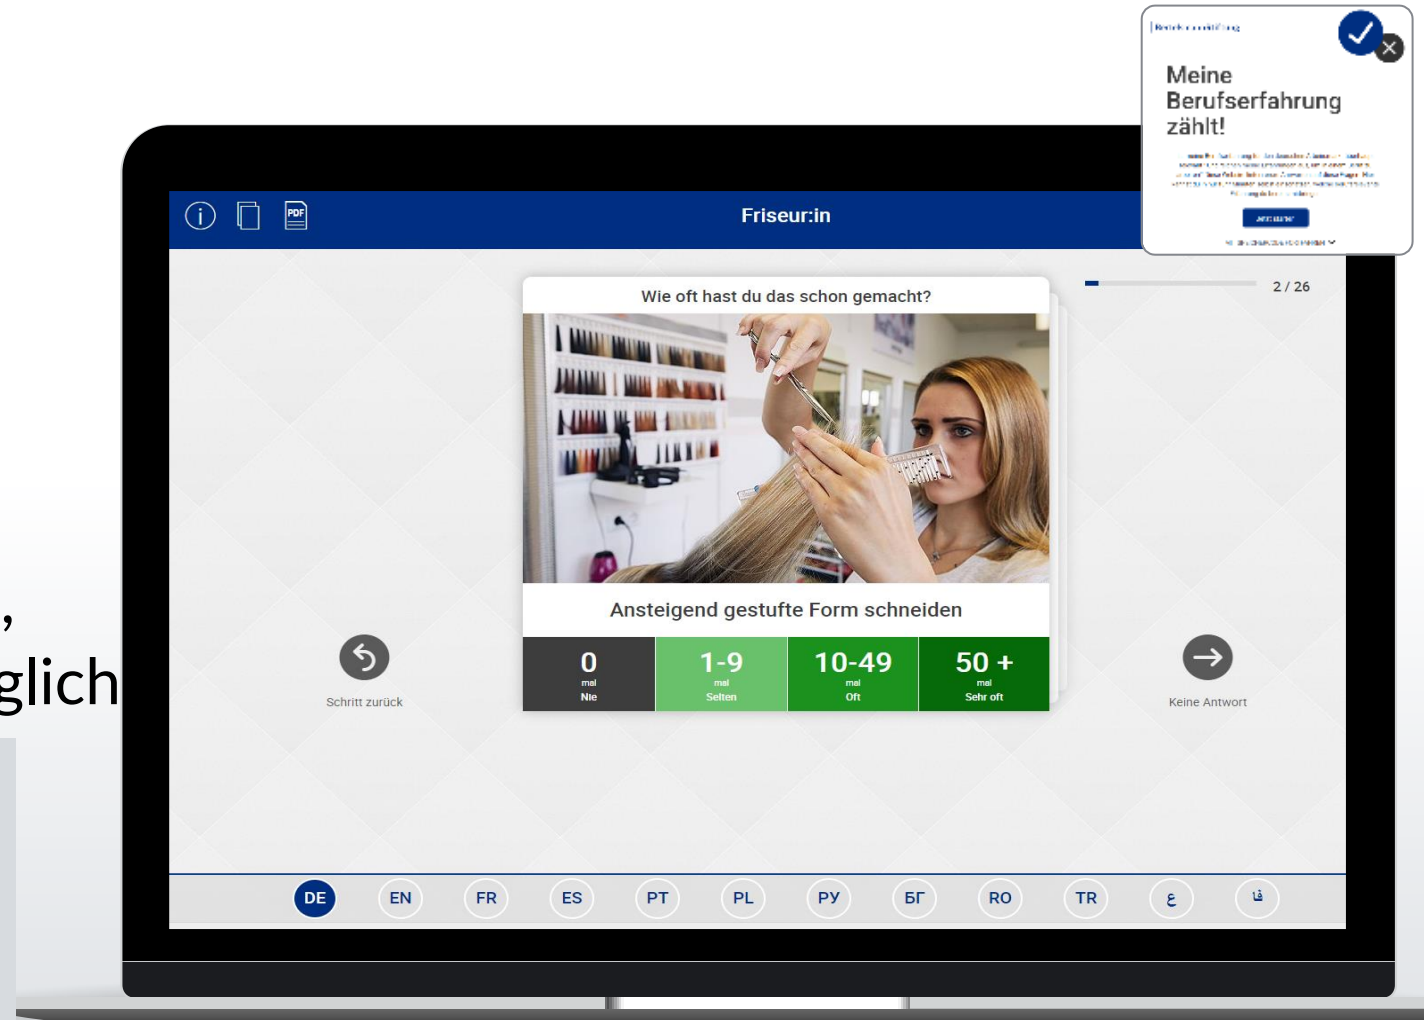 Meine
Berufserfahrung
zählt!
PDF
Friseur:in
Wie oft hast du das schon gemacht?
2 / 26
Ansteigend gestufte Form schneiden
0
mal
Nie
1-9
mal
Selten
10-49
mal
Oft
50 +
mal
Sehr oft
,
glich
Schritt zurück
Keine Antwort
DE
EN
FR
ES
PT
PL
РУ
БГ
RO
TR
ع
فا